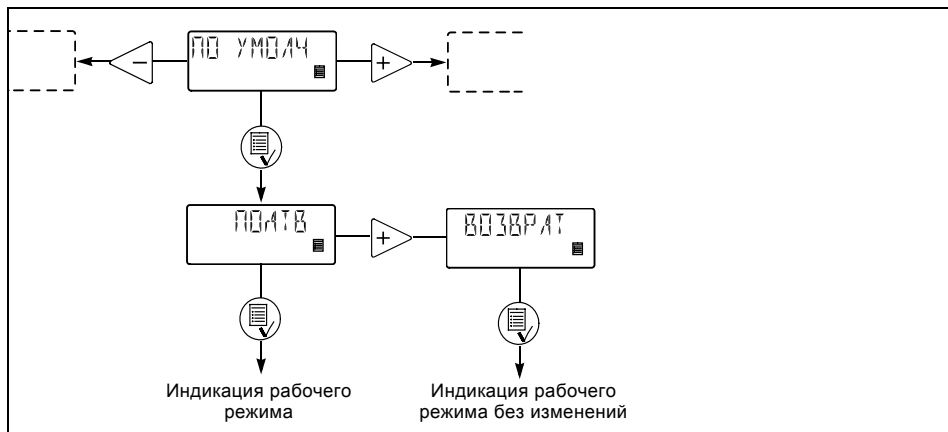 ПО УМОЛЧ
−
+
ПОДТВ
+
ВОЗВРАТ
Индикация рабочего
режима
Индикация рабочего
режима без изменений